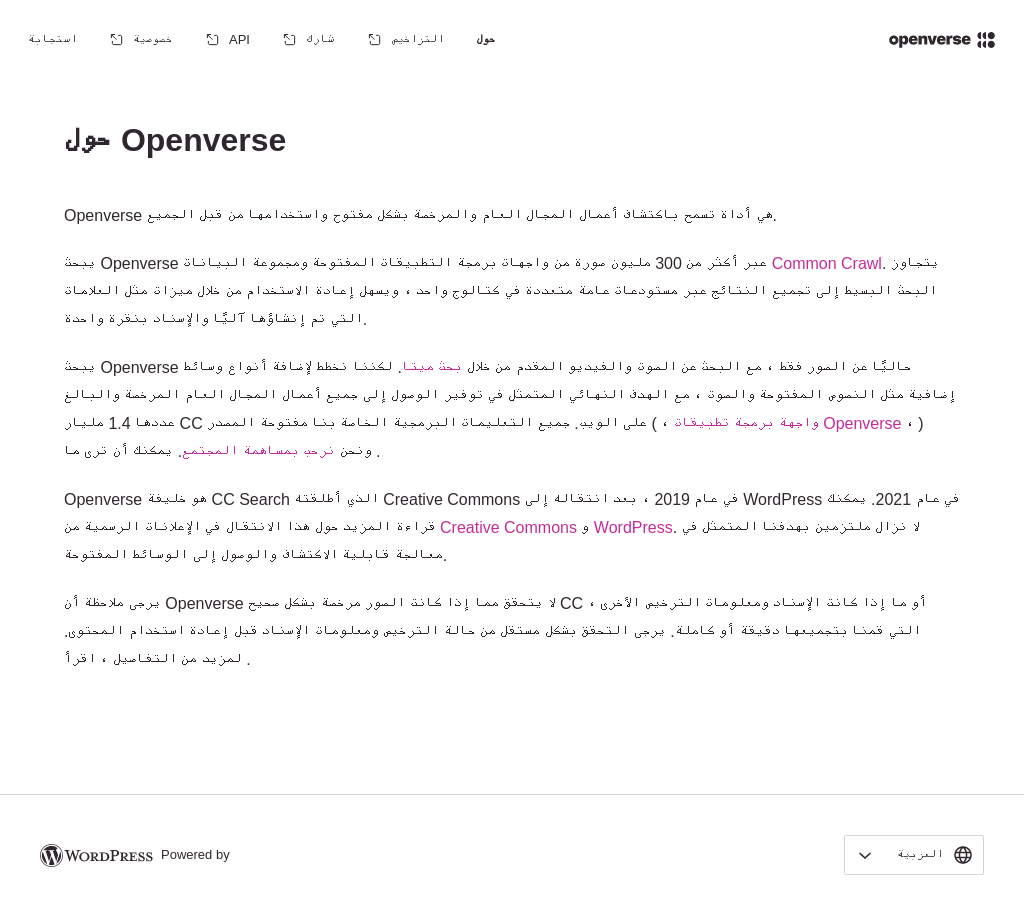 openverse
حول
التراخيص
شارك
API
خصوصية
استجابة
حول Openverse
Openverse هي أداة تسمح باكتشاف أعمال المجال العام والمرخصة بشكل مفتوح واستخدامها من قبل الجميع.
يبحث Openverse عبر أكثر من 300 مليون صورة من واجهات برمجة التطبيقات المفتوحة ومجموعة البيانات Common Crawl. يتجاوز
البحث البسيط إلى تجميع النتائج عبر مستودعات عامة متعددة في كتالوج واحد ، ويسهل إعادة الاستخدام من خلال ميزات مثل العلامات
التي تم إنشاؤها آليًا والإسناد بنقرة واحدة.
يبحث Openverse حاليًا عن الصور فقط ، مع البحث عن الصوت والفيديو المقدم من خلال بحث ميتا. لكننا نخطط لإضافة أنواع وسائط
إضافية مثل النصوص المفتوحة والصوت ، مع الهدف النهائي المتمثل في توفير الوصول إلى جميع أعمال المجال العام المرخصة والبالغ
عددها 1.4 مليار CC على الويب. جميع التعليمات البرمجية الخاصة بنا مفتوحة المصدر ( ، واجهة برمجة تطبيقات Openverse ، )
ونحن نرحب بمساهمة المجتمع. يمكنك أن ترى ما .
Openverse هو خليفة CC Search الذي أطلقته Creative Commons في عام 2019 ، بعد انتقاله إلى WordPress في عام 2021. يمكنك
قراءة المزيد حول هذا الانتقال في الإعلانات الرسمية من Creative Commons و WordPress. لا نزال ملتزمين بهدفنا المتمثل في
معالجة قابلية الاكتشاف والوصول إلى الوسائط المفتوحة.
يرجى ملاحظة أن Openverse لا يتحقق مما إذا كانت الصور مرخصة بشكل صحيح CC ، أو ما إذا كانت الإسناد ومعلومات الترخيص الأخرى
التي قمنا بتجميعها دقيقة أو كاملة. يرجى التحقق بشكل مستقل من حالة الترخيص ومعلومات الإسناد قبل إعادة استخدام المحتوى.
لمزيد من التفاصيل ، اقرأ .
العربية
Powered by WORDPRESS